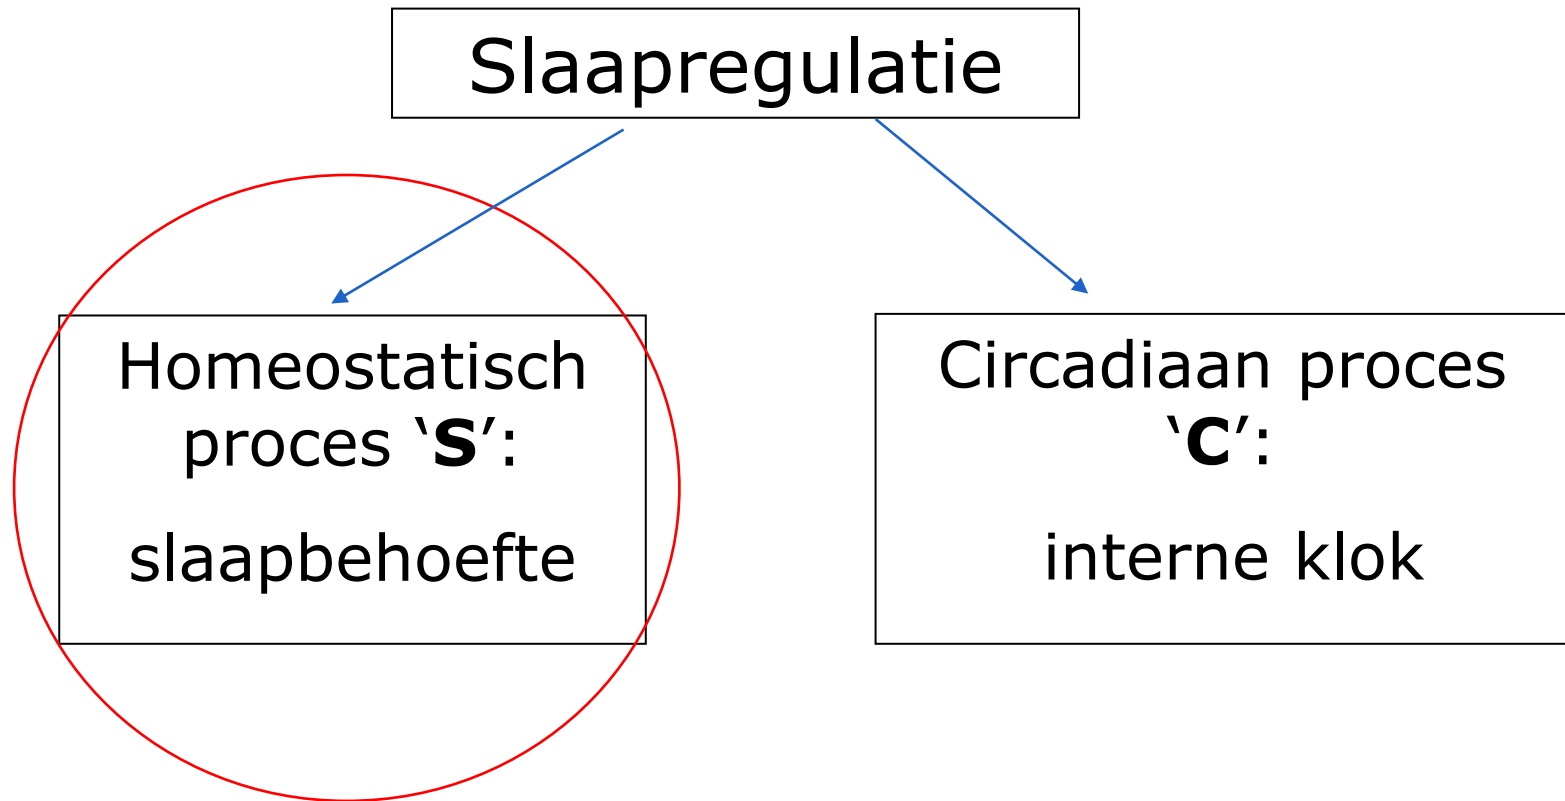 Slaapregulatie
Homeostatisch
proces ‘S’:
slaapbehoefte
Circadiaan proces
‘C’:
interne klok